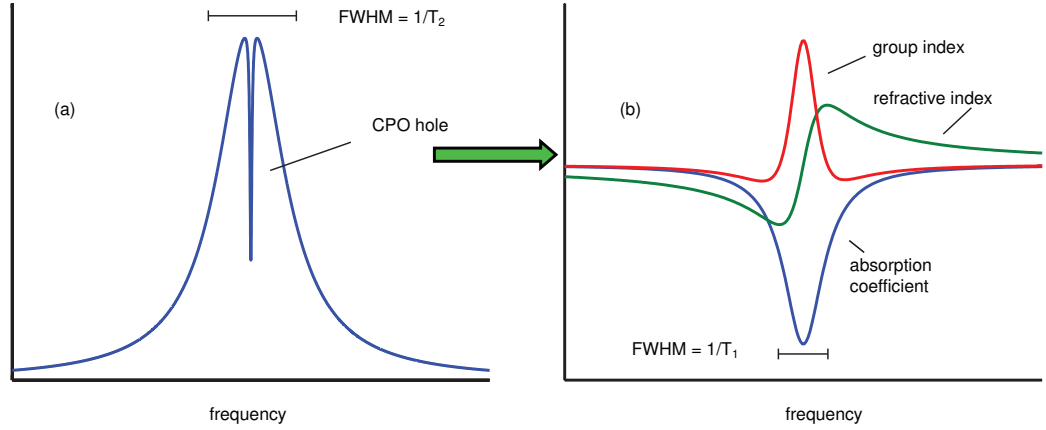 FWHM = 1/T₂
(a)
CPO hole
frequency
group index
refractive index
(b)
absorption
coefficient
FWHM = 1/T₁
frequency